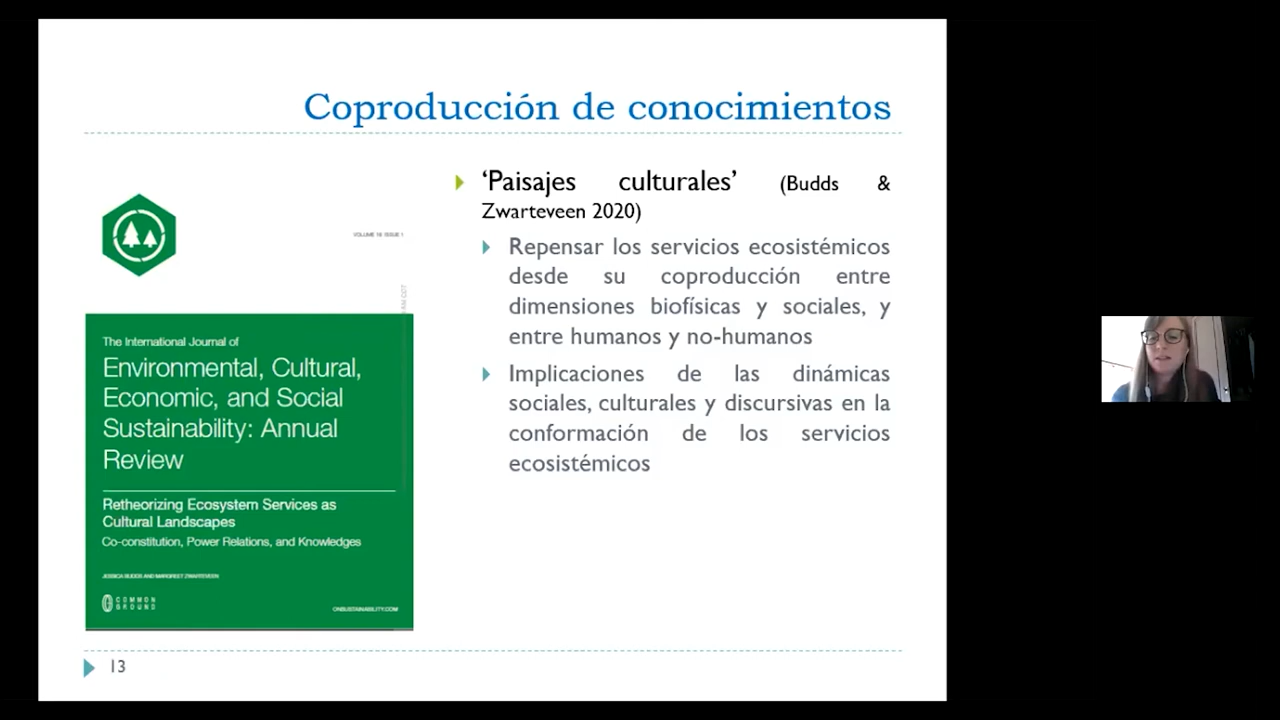 Coproducción de conocimientos
‘Paisajes culturales’ (Budds &
Zwarteveen 2020)
Repensar los servicios ecosistémicos
desde su coproducción entre
dimensiones biofísicas y sociales, y
entre humanos y no-humanos
Implicaciones de las dinámicas
sociales, culturales y discursivas en la
conformación de los servicios
ecosistémicos
VOLUME 16 ISSUE 1
The International Journal of
Environmental, Cultural,
Economic, and Social
Sustainability: Annual
Review
Retheorizing Ecosystem Services as
Cultural Landscapes
Co-constitution, Power Relations, and Knowledges
JESSICA BUDDS AND MARGREET ZWARTEVEEN
COMMON
GROUND
ONSUSTAINABILITY.COM
13